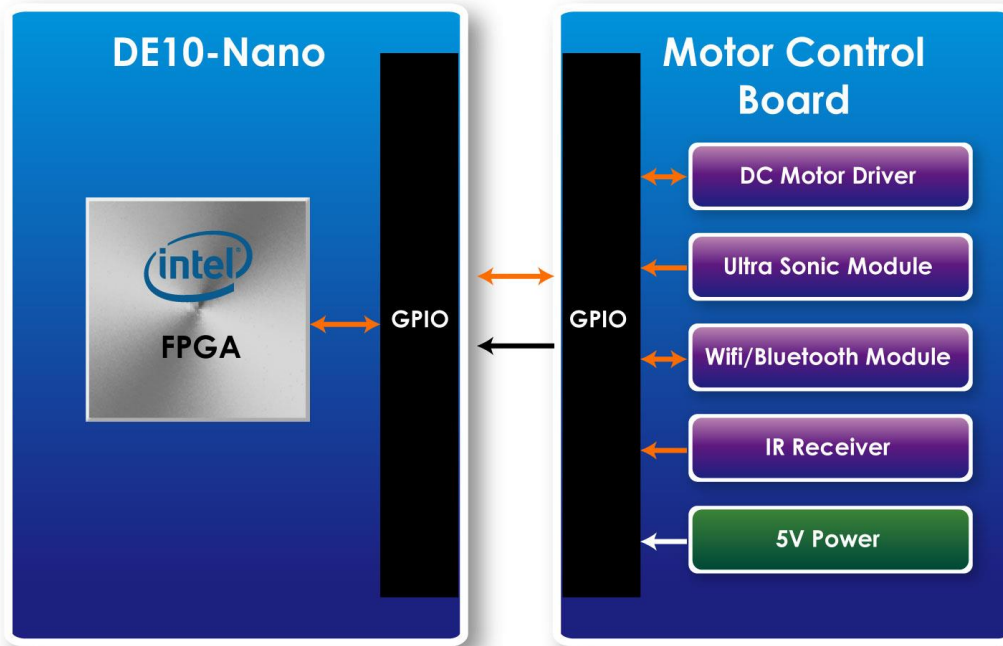 DE10-Nano
intel
FPGA
GPIO
GPIO
Motor Control
Board
DC Motor Driver
Ultra Sonic Module
Wifi/Bluetooth Module
IR Receiver
5V Power